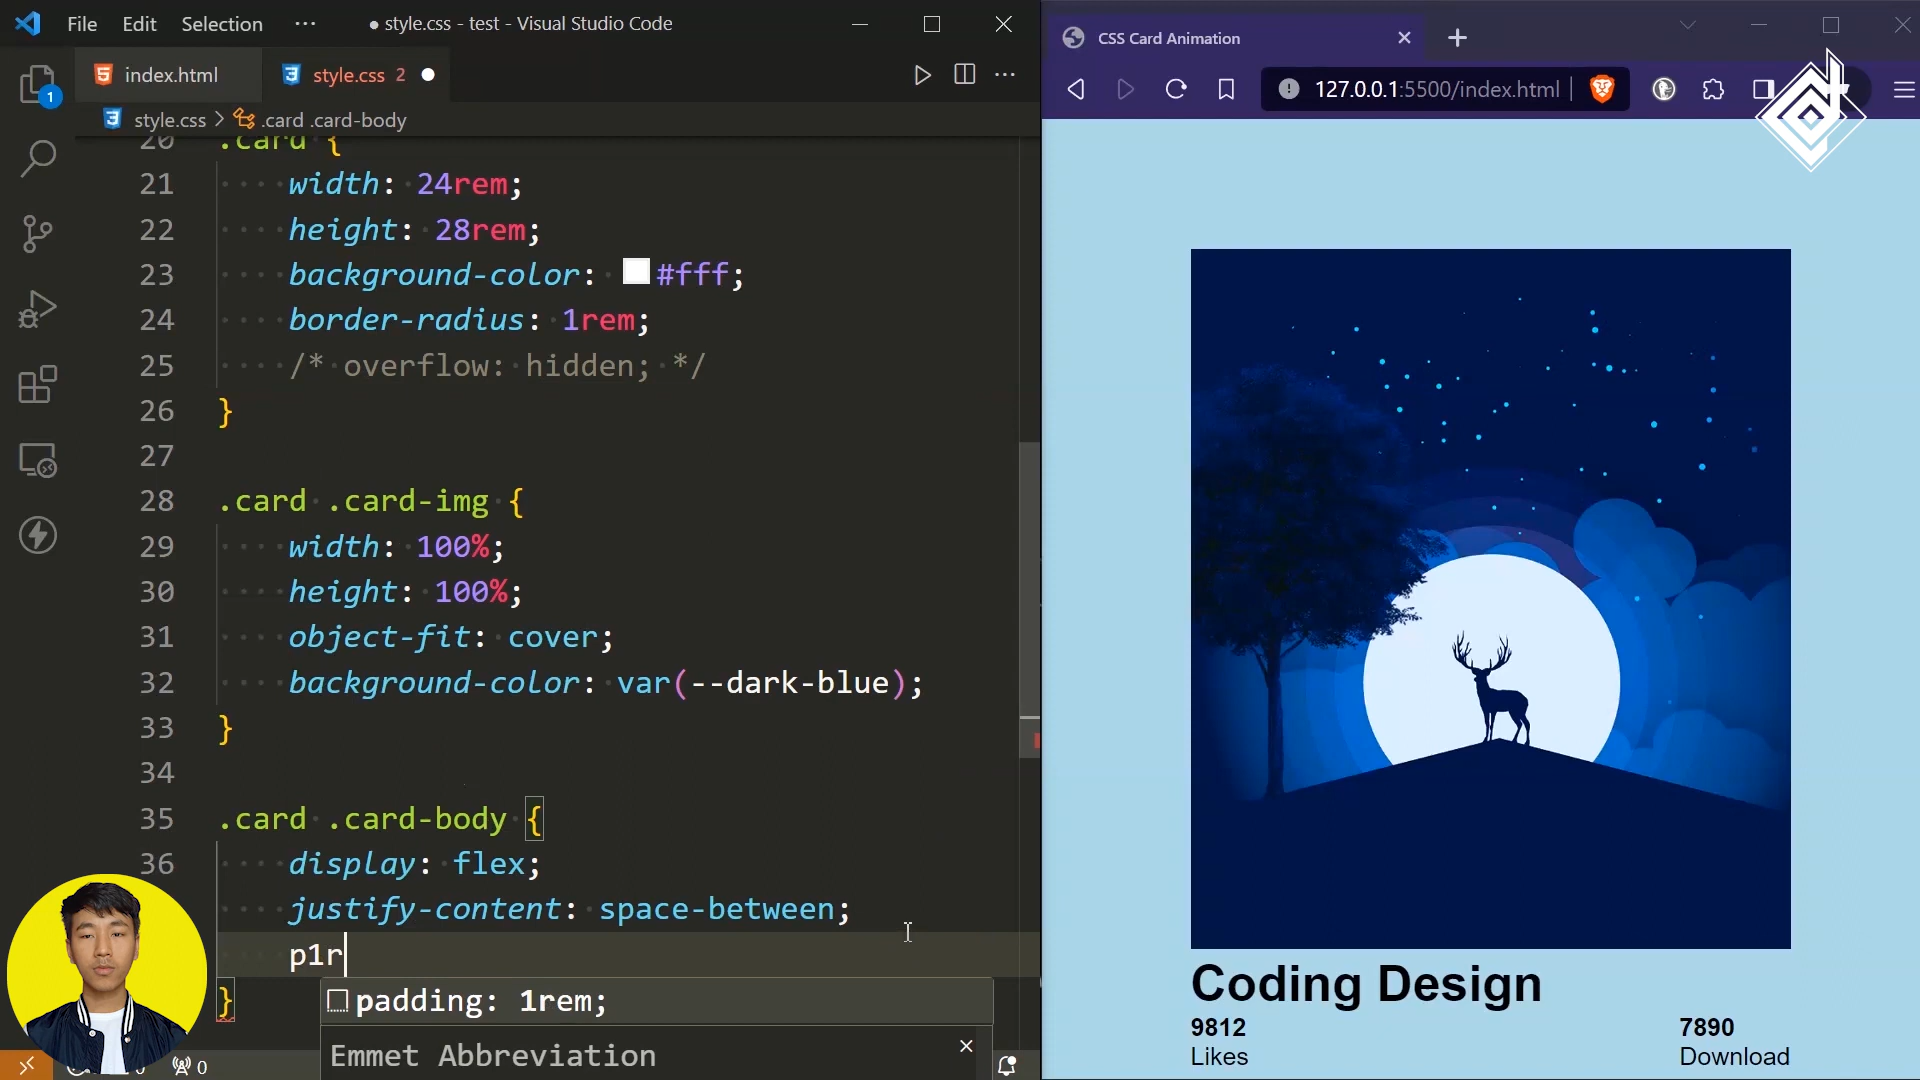 File Edit Selection ··· ● style.css - test - Visual Studio Code
index.html
style.css 2
style.css > .card .card-body
1
20 .card {
21 width: 24rem;
22 height: 28rem;
23 background-color: #fff;
24 border-radius: 1rem;
25 /* overflow: hidden; */
26 }
27
28 .card .card-img {
29 width: 100%;
30 height: 100%;
31 object-fit: cover;
32 background-color: var(--dark-blue);
33 }
34
35 .card .card-body {
36 display: flex;
justify-content: space-between;
p1r
}
padding: 1rem;
Emmet Abbreviation
0
CSS Card Animation
127.0.0.1:5500/index.html
Coding Design
9812
Likes
7890
Download